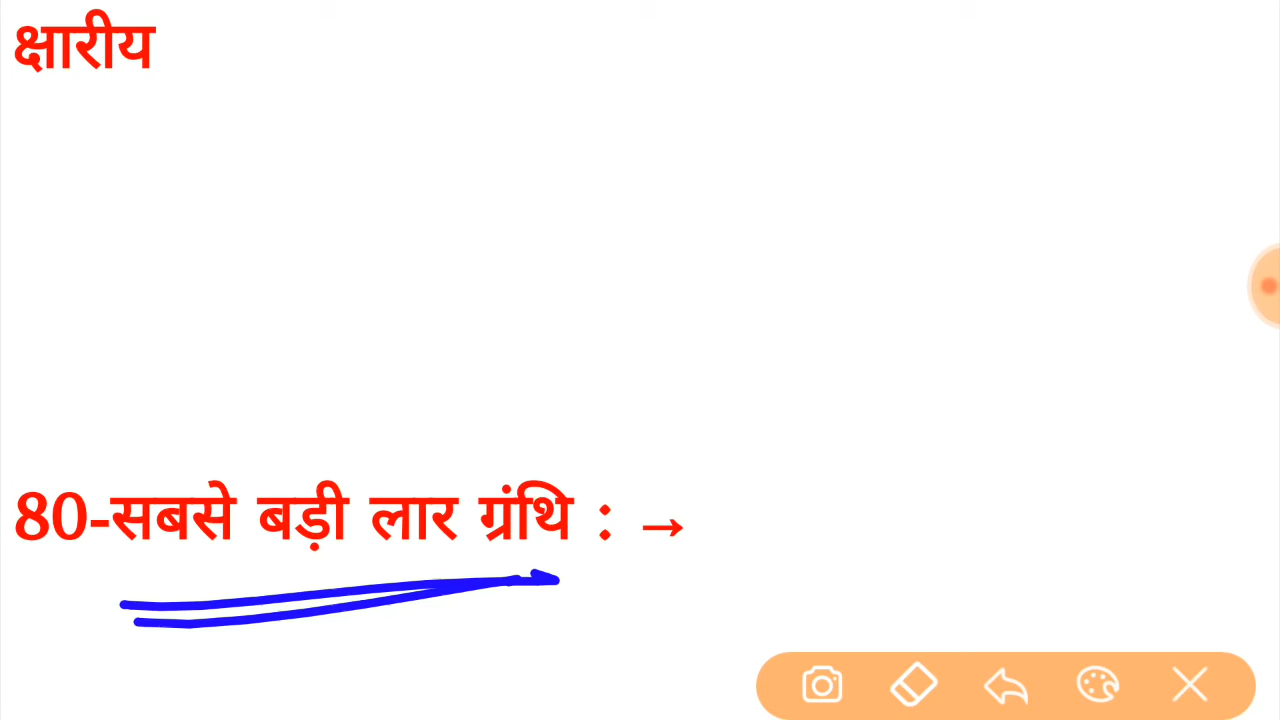 क्षारीय
80-सबसे बड़ी लार ग्रंथि : →